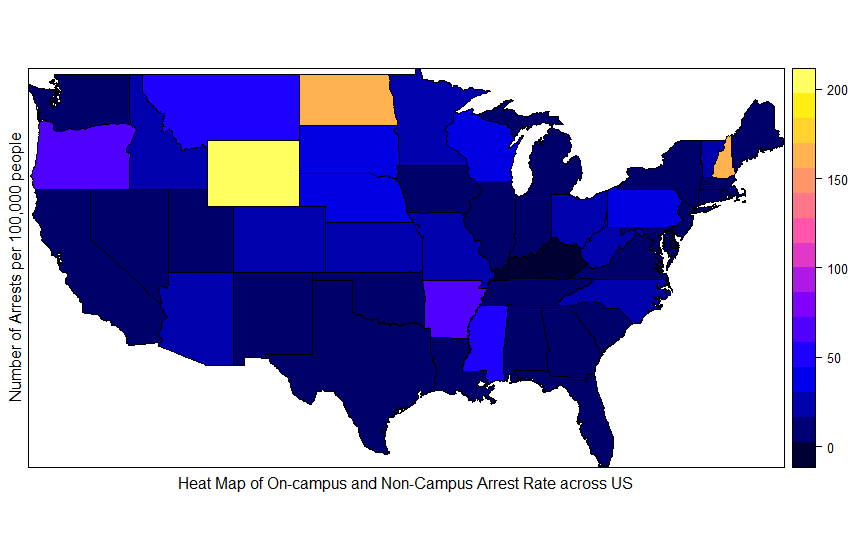 Number of Arrests per 100,000 people
200
150
100
50
0
Heat Map of On-campus and Non-Campus Arrest Rate across US